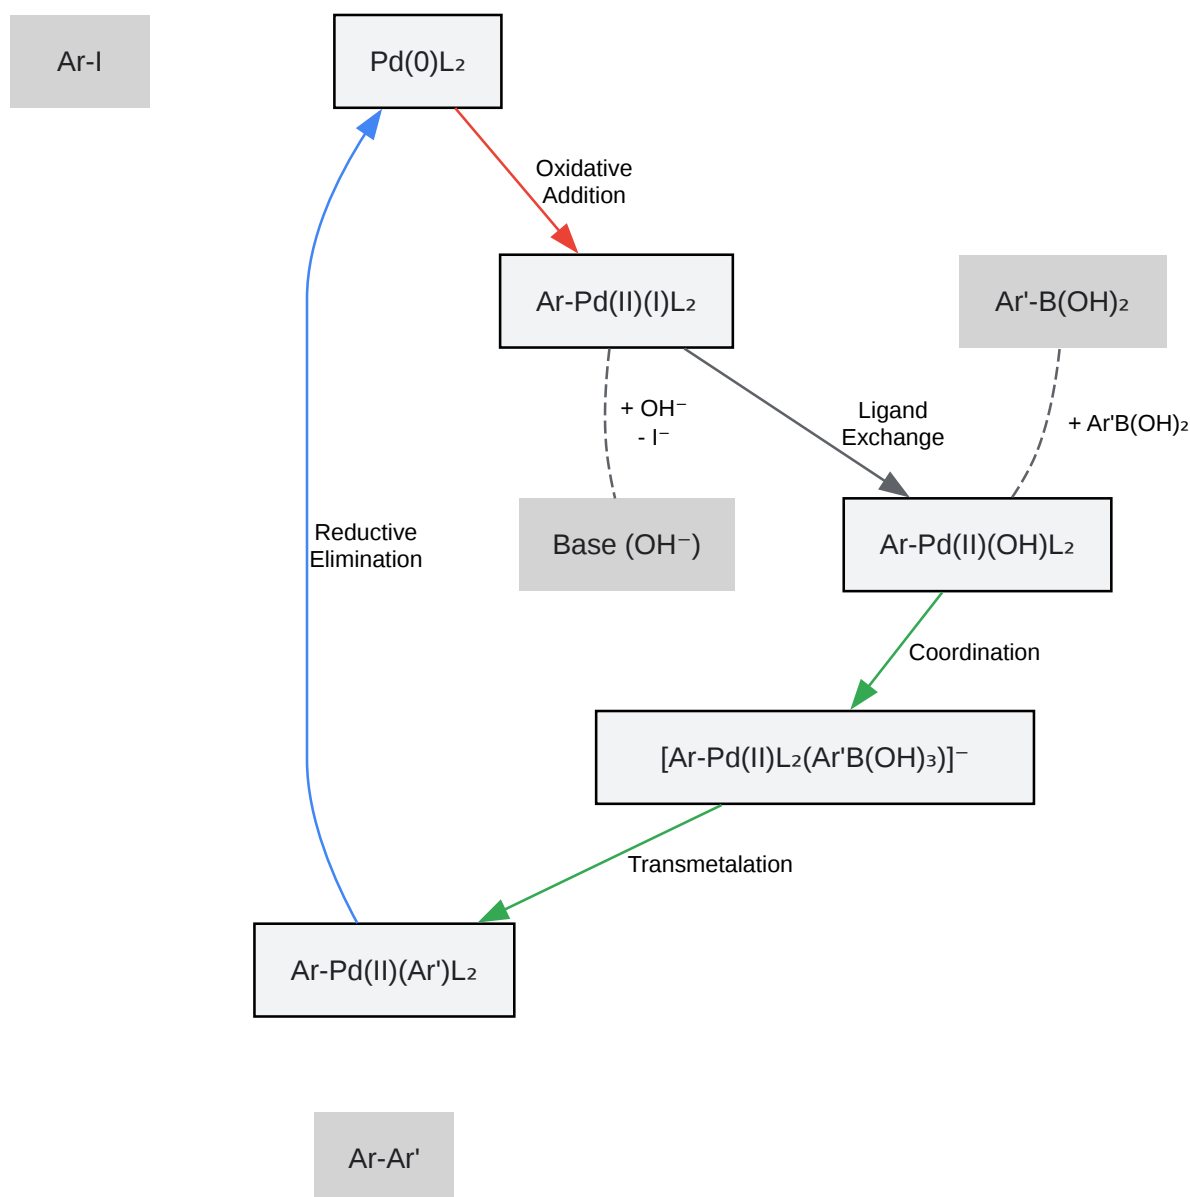 Ar-I
Pd(0)L₂
Oxidative
Addition
Ar-Pd(II)(I)L₂
Ar'-B(OH)₂
+ OH⁻
- I⁻
Ligand
Exchange
+ Ar'B(OH)₂
Reductive
Elimination
Base (OH⁻)
Ar-Pd(II)(OH)L₂
Coordination
[Ar-Pd(II)L₂(Ar'B(OH)₃)]⁻
Transmetalation
Ar-Pd(II)(Ar')L₂
Ar-Ar'